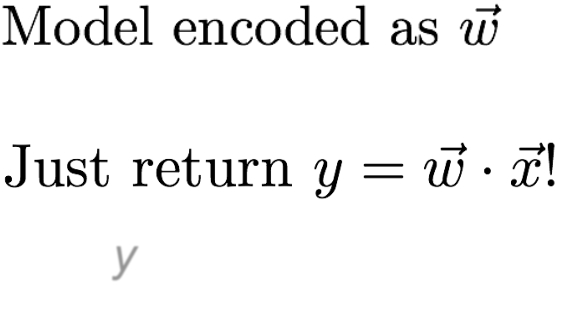 Model encoded as $\vec{w}$
Just return $y = \vec{w} \cdot \vec{x}$!
y